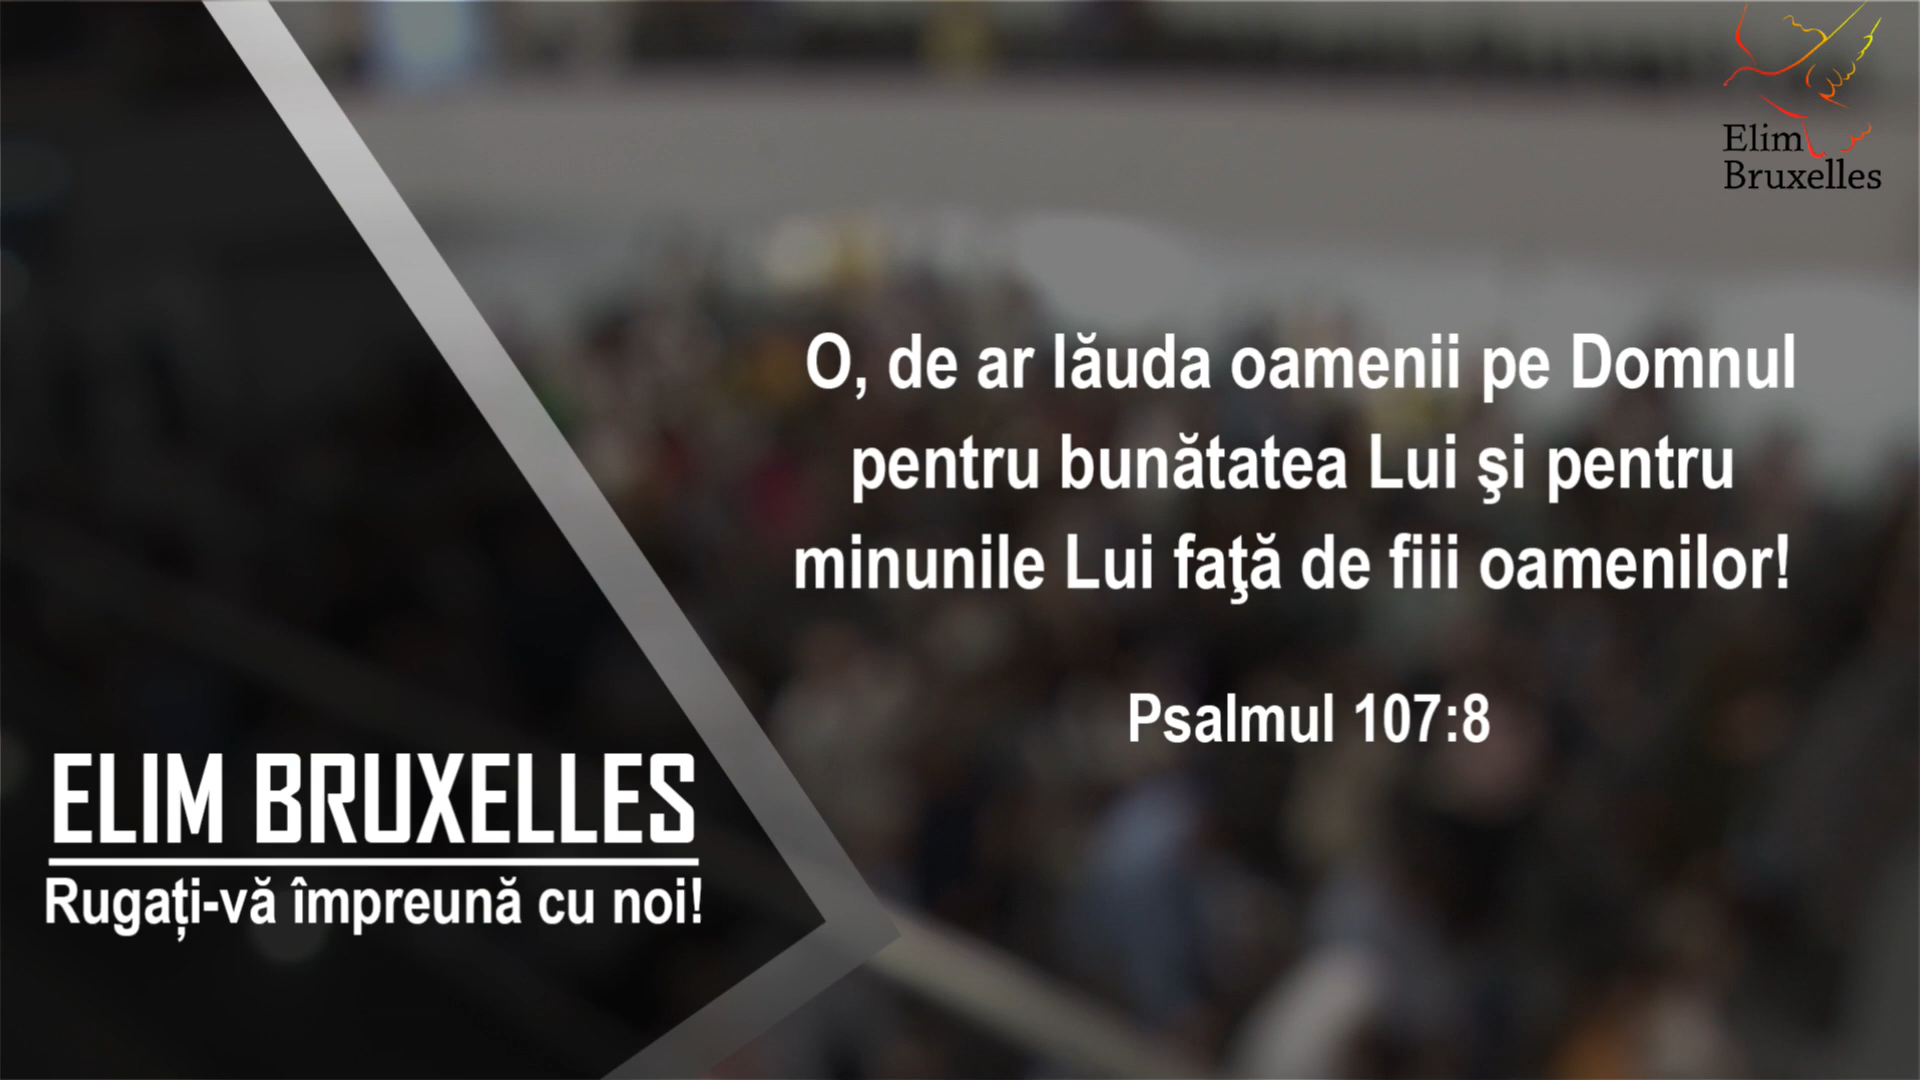 Elim
Bruxelles
O, de ar lăuda oamenii pe Domnul
pentru bunătatea Lui şi pentru
minunile Lui faţă de fiii oamenilor!
Psalmul 107:8
ELIM BRUXELLES
Rugați-vă împreună cu noi!